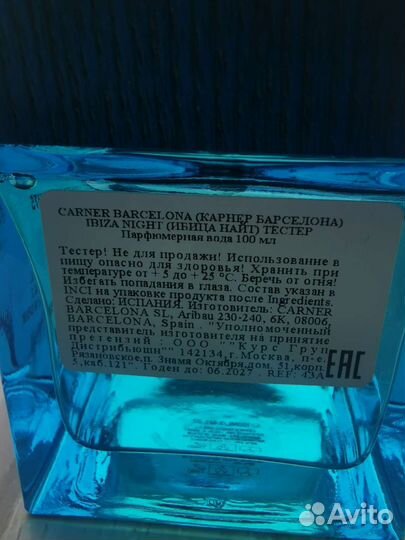 CARNER BARCELONA (КАРНЕР БАРСЕЛОНА)
IBIZA NIGHT (ИБИЦА НАЙТ) ТЕСТЕР
Парфюмерная вода 100 мл
Тестер! Не для продажи! Использование в
пищу опасно для здоровья! Хранить при
температуре от + 5 до + 25 °С. Беречь от огня!
Избегать попадания в глаза. Состав указан в
INCI на упаковке продукта после Ingredients.
Сделано: ИСПАНИЯ. Изготовитель: CARNER
BARCELONA SL, Aribau 230-240, 6K, 08006,
BARCELONA, Spain . "Уполномоченный
представитель изготовителя на принятие
претензий : ООО "Курс Груп
Дистрибьюшн"" 142134,г.Москва, п-е.
Рязановское,п. Знамя Октября,дом. 31,корп.
5,каб.121". Годен до: 06.2027 . REF: 43A
EAC
Avito